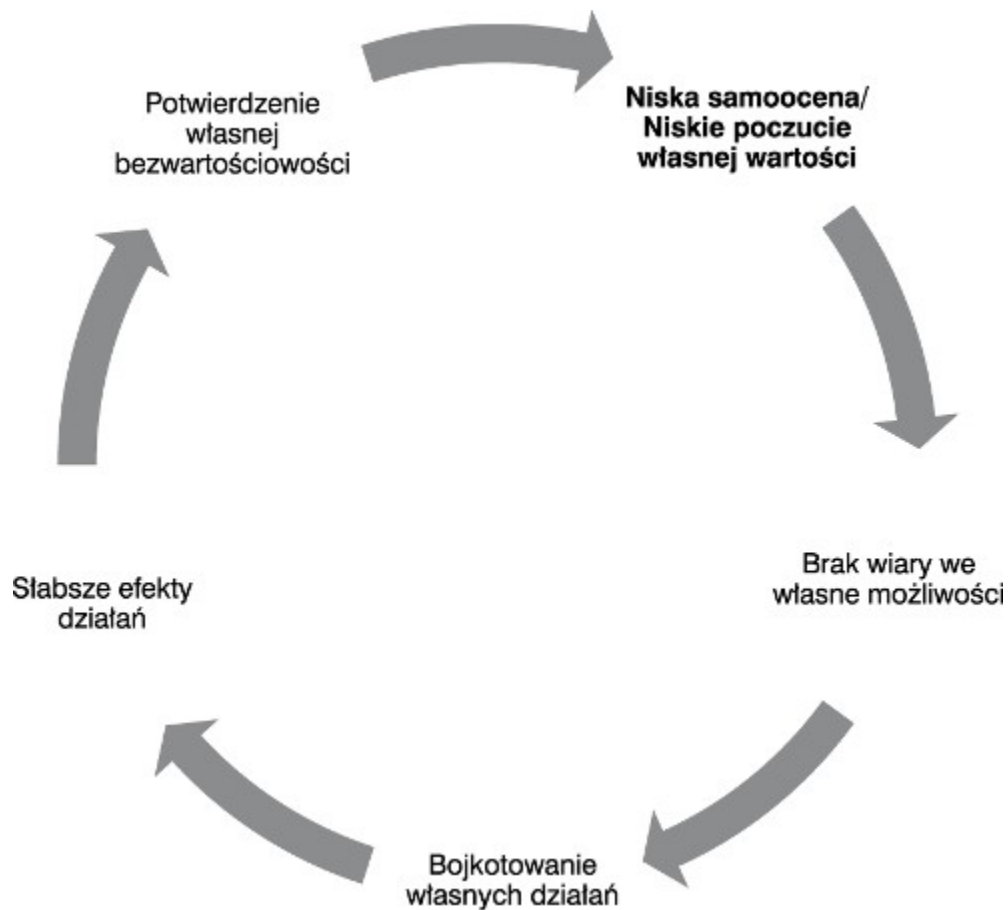 Potwierdzenie
własnej
bezwartościowości
Niska samoocena/
Niskie poczucie
własnej wartości
Brak wiary we
własne możliwości
Bojkotowanie
własnych działań
Słabsze efekty
działań